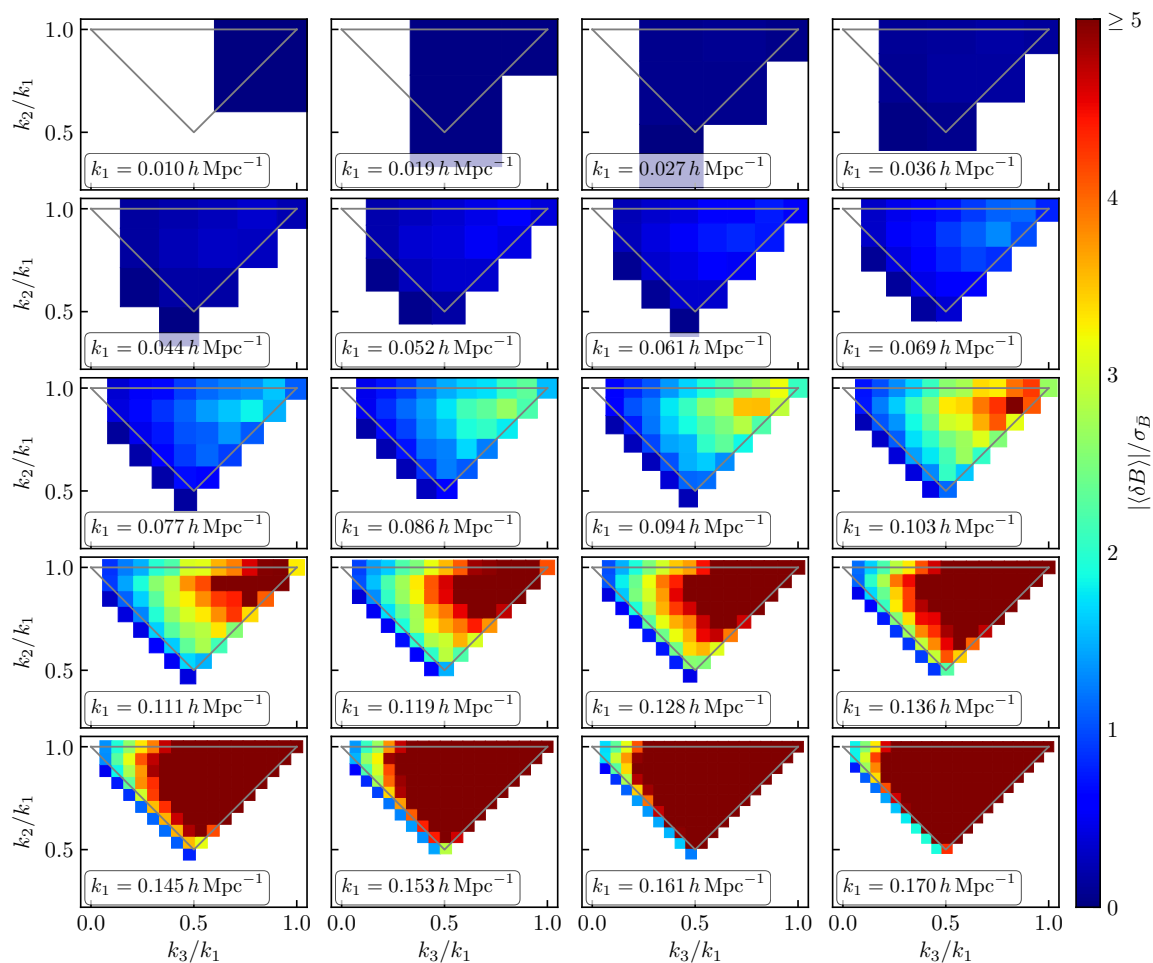 ≥ 5
1.0
k₂/k₁
0.5
k₁ = 0.010 h Mpc⁻¹
k₁ = 0.019 h Mpc⁻¹
k₁ = 0.027 h Mpc⁻¹
k₁ = 0.036 h Mpc⁻¹
4
1.0
k₂/k₁
0.5
k₁ = 0.044 h Mpc⁻¹
k₁ = 0.052 h Mpc⁻¹
k₁ = 0.061 h Mpc⁻¹
k₁ = 0.069 h Mpc⁻¹
3
1.0
k₂/k₁
0.5
k₁ = 0.077 h Mpc⁻¹
k₁ = 0.086 h Mpc⁻¹
k₁ = 0.094 h Mpc⁻¹
k₁ = 0.103 h Mpc⁻¹
|⟨δB⟩|/σ_B
2
1.0
k₂/k₁
0.5
k₁ = 0.111 h Mpc⁻¹
k₁ = 0.119 h Mpc⁻¹
k₁ = 0.128 h Mpc⁻¹
k₁ = 0.136 h Mpc⁻¹
1
1.0
k₂/k₁
0.5
k₁ = 0.145 h Mpc⁻¹
k₁ = 0.153 h Mpc⁻¹
k₁ = 0.161 h Mpc⁻¹
k₁ = 0.170 h Mpc⁻¹
0
0.0 0.5 1.0
0.0 0.5 1.0
0.0 0.5 1.0
0.0 0.5 1.0
k₃/k₁
k₃/k₁
k₃/k₁
k₃/k₁